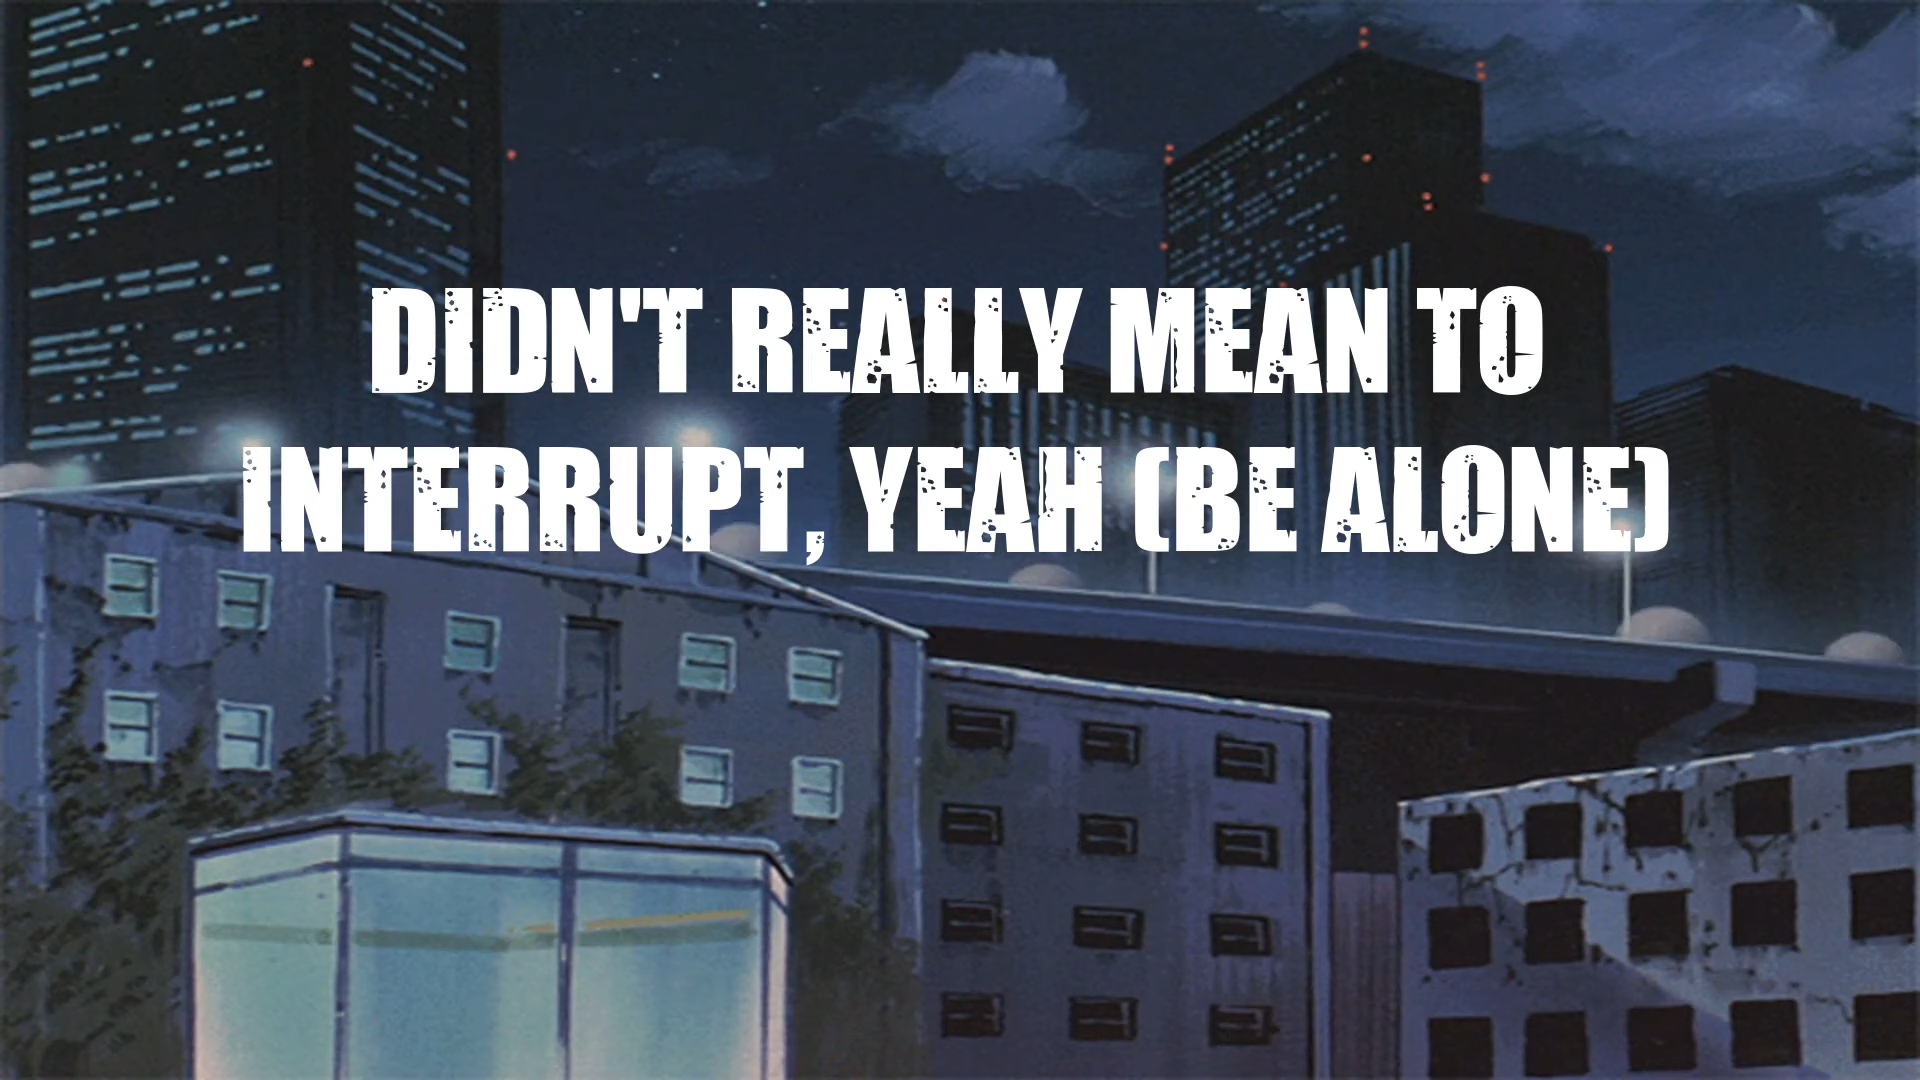 DIDN'T REALLY MEAN TO
INTERRUPT, YEAH (BE ALONE)